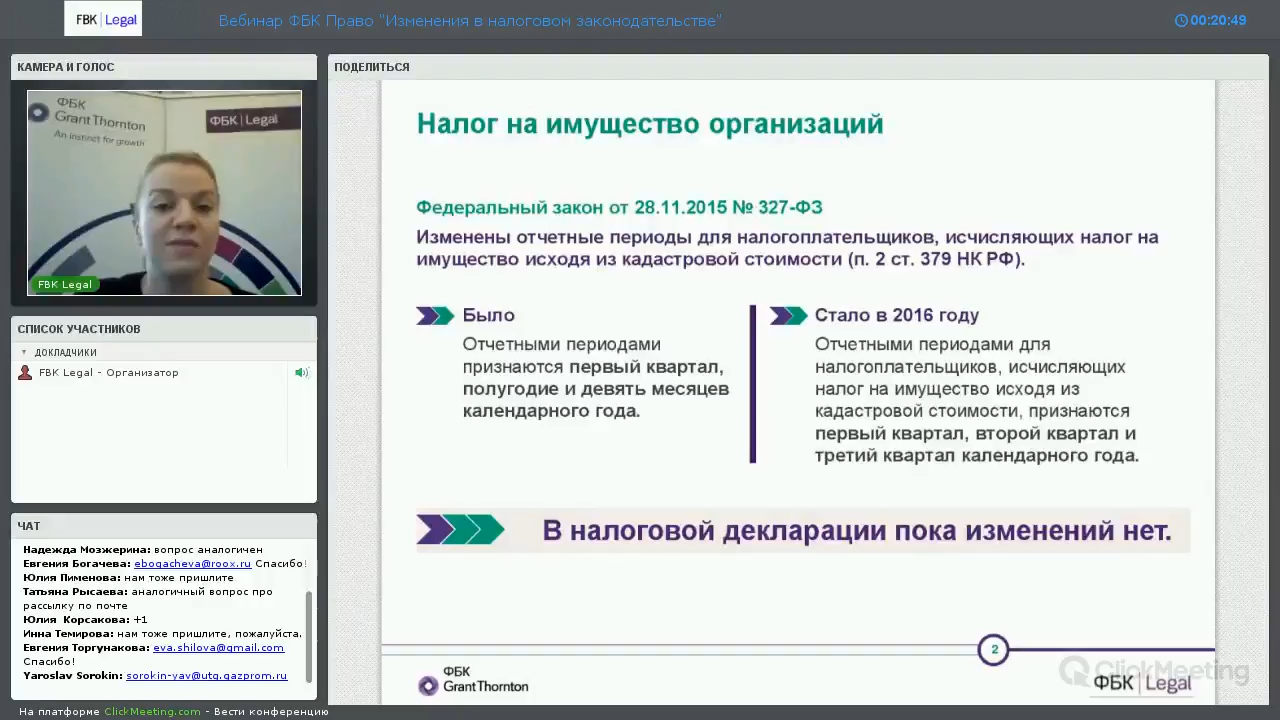 FBK Legal
Вебинар ФБК Право "Изменения в налоговом законодательстве"
00:20:49
КАМЕРА И ГОЛОС
ФБК
Grant Thornton
An instinct for growth
ФБК Legal
FBK Legal
СПИСОК УЧАСТНИКОВ
ДОКЛАДЧИКИ
FBK Legal - Организатор
ЧАТ
Надежда Мозжерина: вопрос аналогичен
Евгения Богачева: ebogacheva@roox.ru Спасибо!
Юлия Пименова: нам тоже пришлите
Татьяна Рысаева: аналогичный вопрос про
рассылку по почте
Юлия Корсакова: +1
Инна Темирова: нам тоже пришлите, пожалуйста.
Евгения Торгунакова: eva.shilova@gmail.com
Спасибо!
Yaroslav Sorokin: sorokin-yav@utg.gazprom.ru
На платформе ClickMeeting.com - Вести конференцию
ПОДЕЛИТЬСЯ
Налог на имущество организаций
Федеральный закон от 28.11.2015 № 327-ФЗ
Изменены отчетные периоды для налогоплательщиков, исчисляющих налог на
имущество исходя из кадастровой стоимости (п. 2 ст. 379 НК РФ).
Было
Отчетными периодами
признаются первый квартал,
полугодие и девять месяцев
календарного года.
Стало в 2016 году
Отчетными периодами для
налогоплательщиков, исчисляющих
налог на имущество исходя из
кадастровой стоимости, признаются
первый квартал, второй квартал и
третий квартал календарного года.
В налоговой декларации пока изменений нет.
2
ФБК
Grant Thornton
ClickMeeting
ФБК Legal